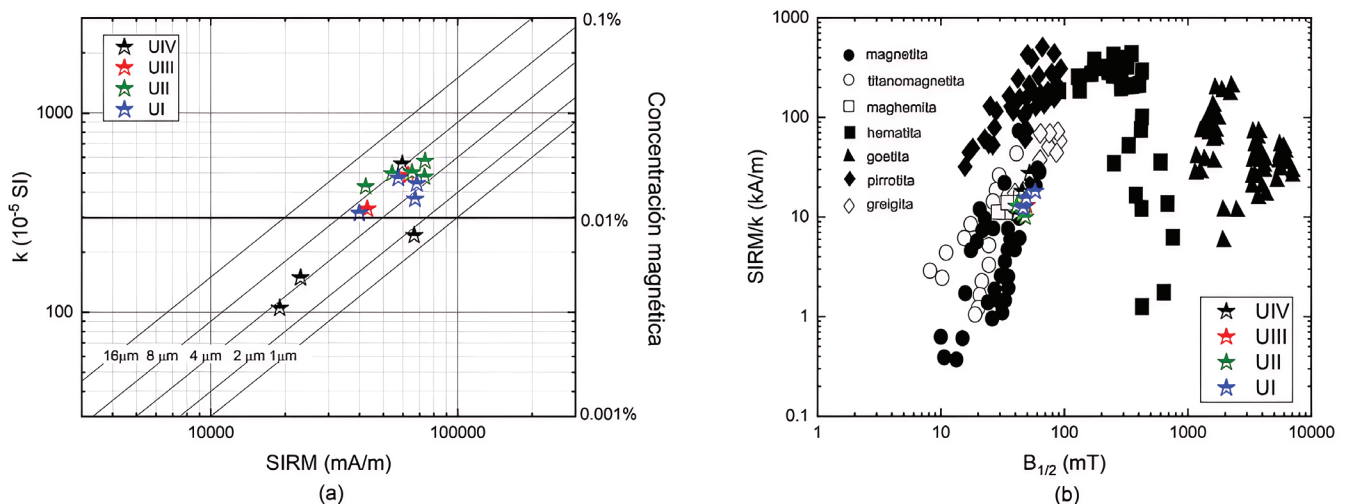 UIV
UIII
UII
UI
1000
100
k (10⁻⁵ SI)
16μm 8 μm 4 μm 2 μm 1μm
10000
100000
SIRM (mA/m)
0.1%
0.01%
0.001%
Concentración magnética
(a)
1000
100
10
1
0.1
SIRM/k (kA/m)
magnetita
titanomagnetita
maghemita
hematita
goetita
pirrotita
greigita
UIV
UIII
UII
UI
1
10
100
1000
10000
B₁/₂ (mT)
(b)